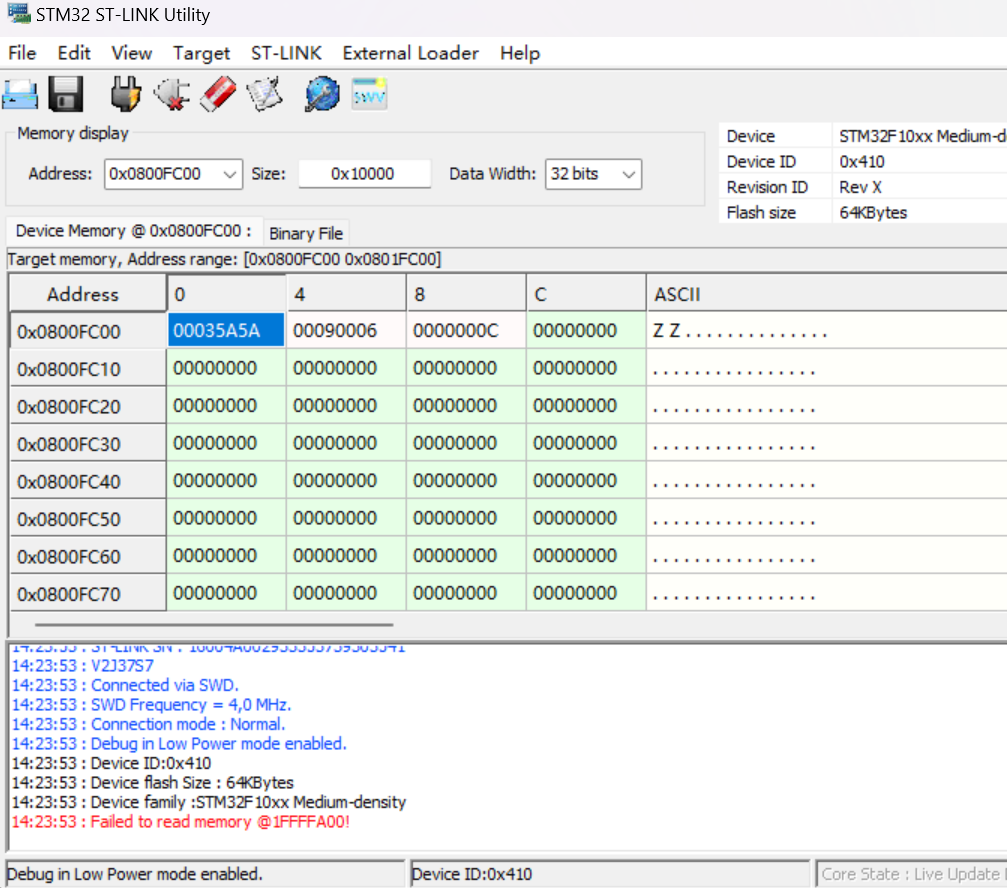 STM32 ST-LINK Utility
File Edit View Target ST-LINK External Loader Help
Memory display
Address: 0x0800FC00 Size: 0x10000 Data Width: 32 bits
Device STM32F10xx Medium-d
Device ID 0x410
Revision ID Rev X
Flash size 64KBytes
Device Memory @ 0x0800FC00 : Binary File
Target memory, Address range: [0x0800FC00 0x0801FC00]
Address 0 4 8 C ASCII
0x0800FC00 00035A5A 00090006 0000000C 00000000 ZZ..............
0x0800FC10 00000000 00000000 00000000 00000000 ................
0x0800FC20 00000000 00000000 00000000 00000000 ................
0x0800FC30 00000000 00000000 00000000 00000000 ................
0x0800FC40 00000000 00000000 00000000 00000000 ................
0x0800FC50 00000000 00000000 00000000 00000000 ................
0x0800FC60 00000000 00000000 00000000 00000000 ................
0x0800FC70 00000000 00000000 00000000 00000000 ................
14:23:53 : ST-LINK SN :
14:23:53 : V2J37S7
14:23:53 : Connected via SWD.
14:23:53 : SWD Frequency = 4,0 MHz.
14:23:53 : Connection mode : Normal.
14:23:53 : Debug in Low Power mode enabled.
14:23:53 : Device ID:0x410
14:23:53 : Device flash Size : 64KBytes
14:23:53 : Device family :STM32F10xx Medium-density
14:23:53 : Failed to read memory @1FFFFA00!
Debug in Low Power mode enabled. Device ID:0x410 Core State : Live Update